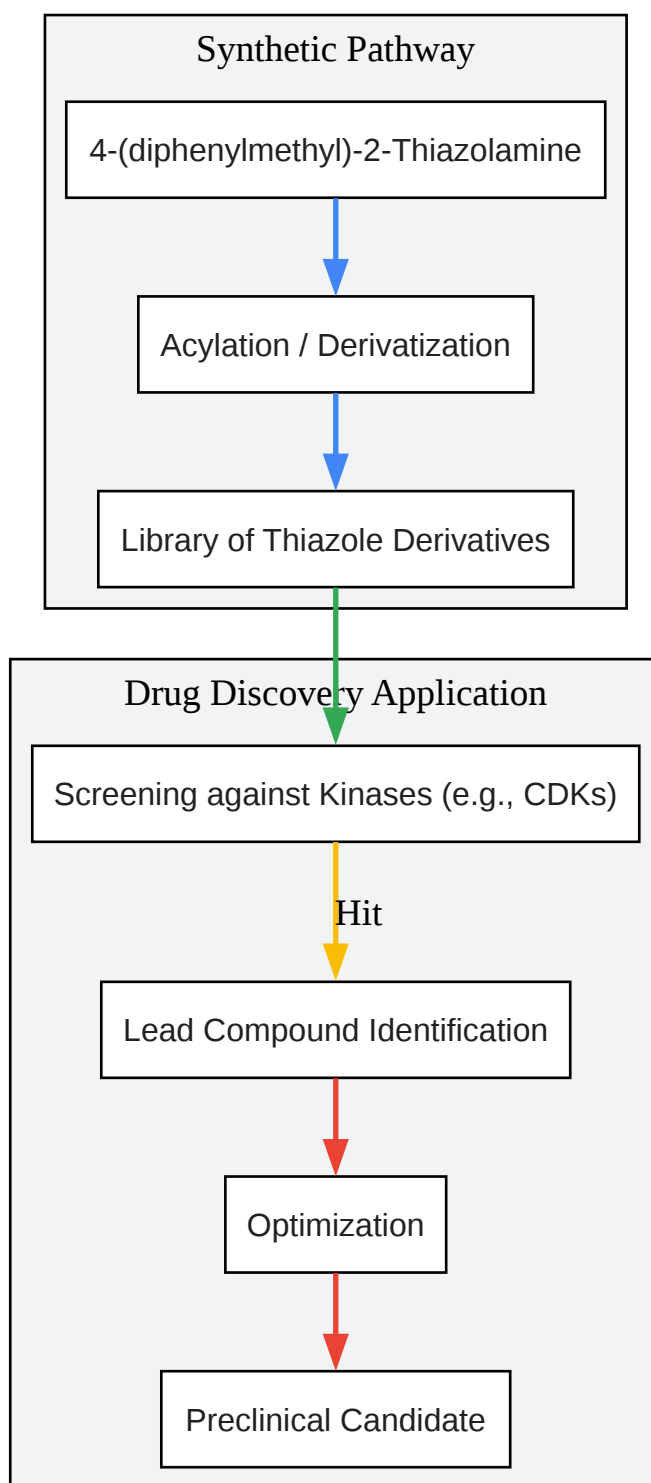 Synthetic Pathway
4-(diphenylmethyl)-2-Thiazolamine
Acylation / Derivatization
Library of Thiazole Derivatives
Drug Discovery Application
Screening against Kinases (e.g., CDKs)
Hit
Lead Compound Identification
Optimization
Preclinical Candidate